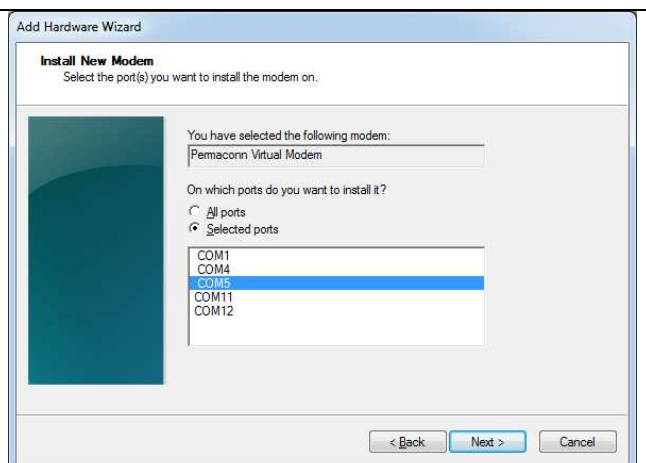 Add Hardware Wizard
Install New Modem
Select the port(s) you want to install the modem on.
You have selected the following modem:
Permaconn Virtual Modem
On which ports do you want to install it?
All ports
Selected ports
COM1
COM4
COM5
COM11
COM12
< Back Next > Cancel